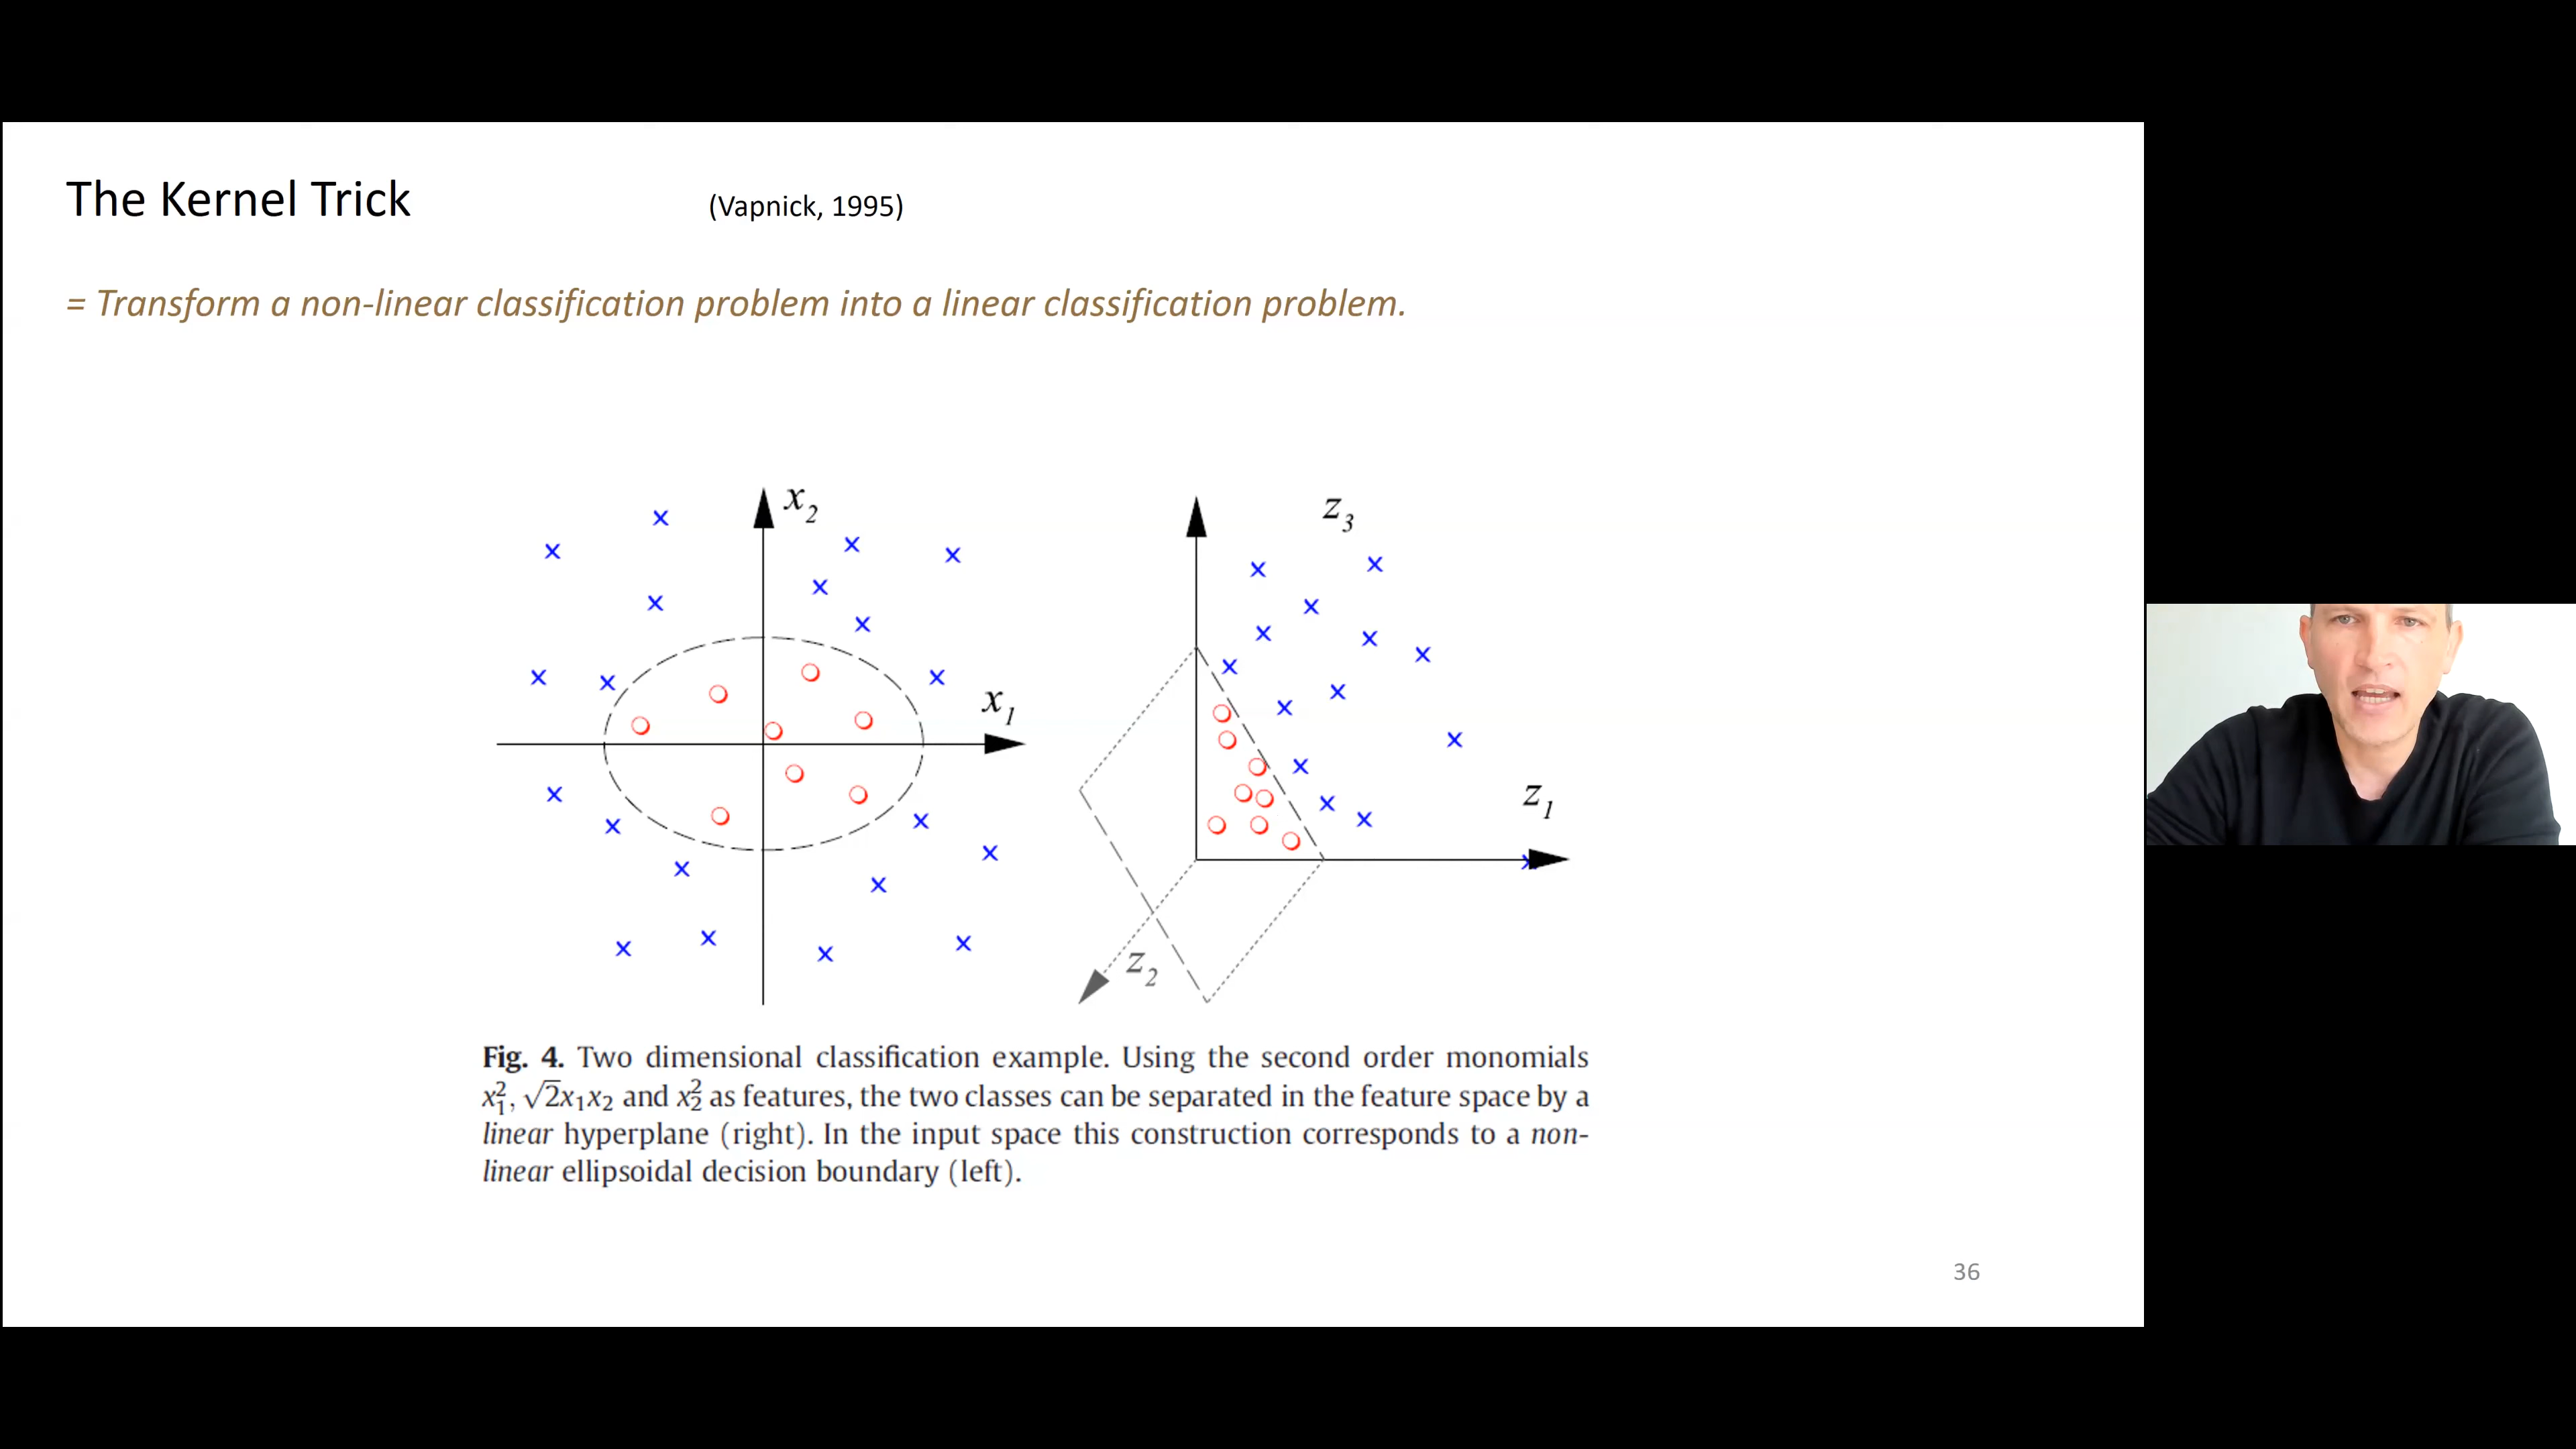 The Kernel Trick (Vapnick, 1995)
= Transform a non-linear classification problem into a linear classification problem.
x₂
x₁
z₃
z₁
z₂
Fig. 4. Two dimensional classification example. Using the second order monomials
x₁², √2x₁x₂ and x₂² as features, the two classes can be separated in the feature space by a
linear hyperplane (right). In the input space this construction corresponds to a non-
linear ellipsoidal decision boundary (left).
36